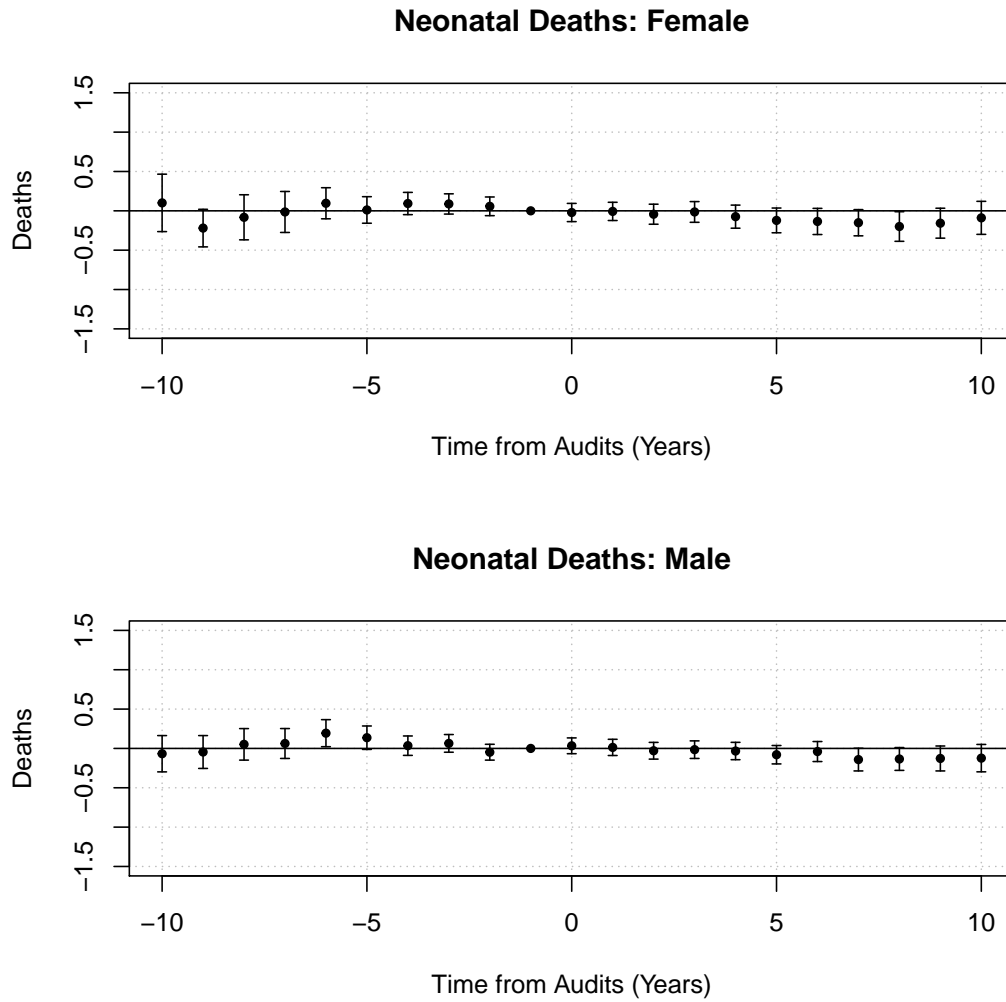 Neonatal Deaths: Female
1.5
0.5
−0.5
−1.5
Deaths
−10 −5 0 5 10
Time from Audits (Years)
Neonatal Deaths: Male
1.5
0.5
−0.5
−1.5
Deaths
−10 −5 0 5 10
Time from Audits (Years)